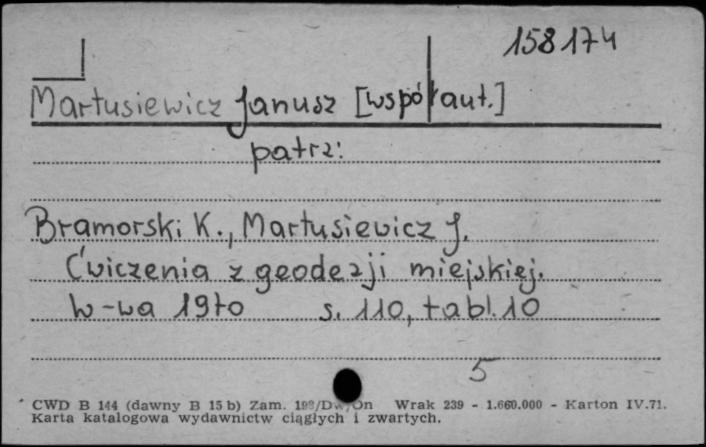 158174
Martusiewicz Janusz [współaut.]
patrz:
Bramorski K., Martusiewicz J.
Ćwiczenia z geodezji miejskiej.
W-wa 1970 s. 110, tabl. 10
5
CWD B 144 (dawny B 15 b) Zam. Wrak 239 - 1.660.000 - Karton IV.71.
Karta katalogowa wydawnictw ciągłych i zwartych.